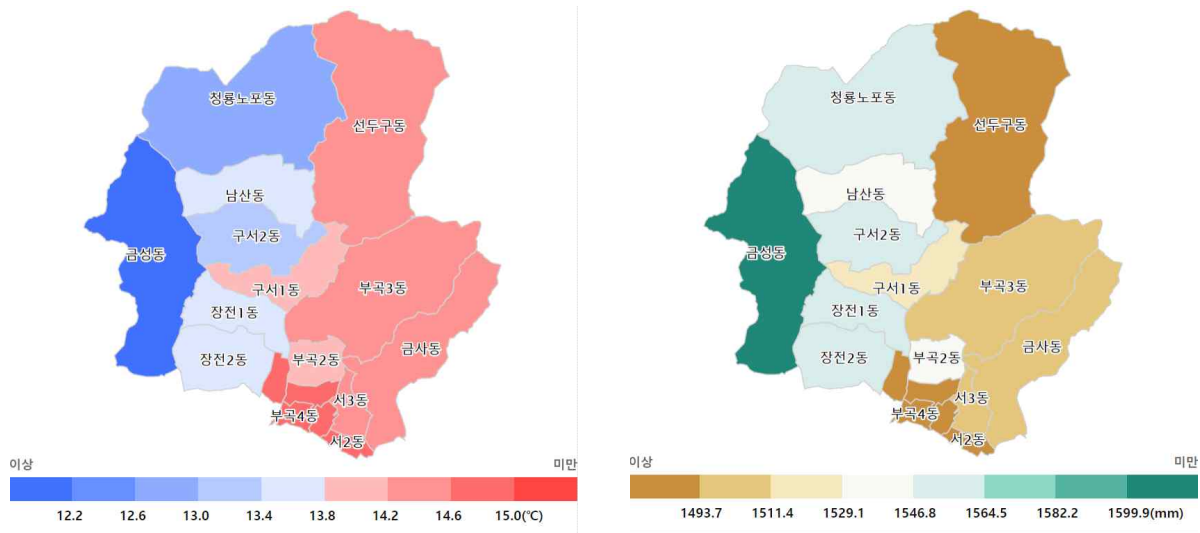 청룡노포동
선두구동
남산동
구서2동
금성동
구서1동
부곡3동
장전1동
장전2동
부곡2동
금사동
서3동
부곡4동
서2동
이상 미만
12.2 12.6 13.0 13.4 13.8 14.2 14.6 15.0(℃)
청룡노포동
선두구동
남산동
구서2동
금성동
구서1동
부곡3동
장전1동
장전2동
부곡2동
금사동
서3동
부곡4동
서2동
이상 미만
1493.7 1511.4 1529.1 1546.8 1564.5 1582.2 1599.9(mm)